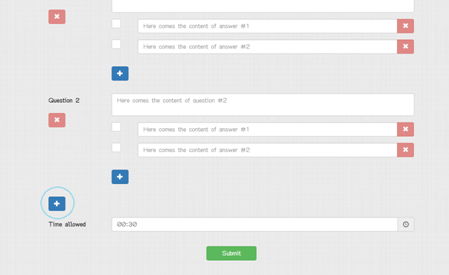 Here comes the content of answer #1
Here comes the content of answer #2
Question 2
Here comes the content of question #2
Here comes the content of answer #1
Here comes the content of answer #2
Time allowed
00:30
Submit